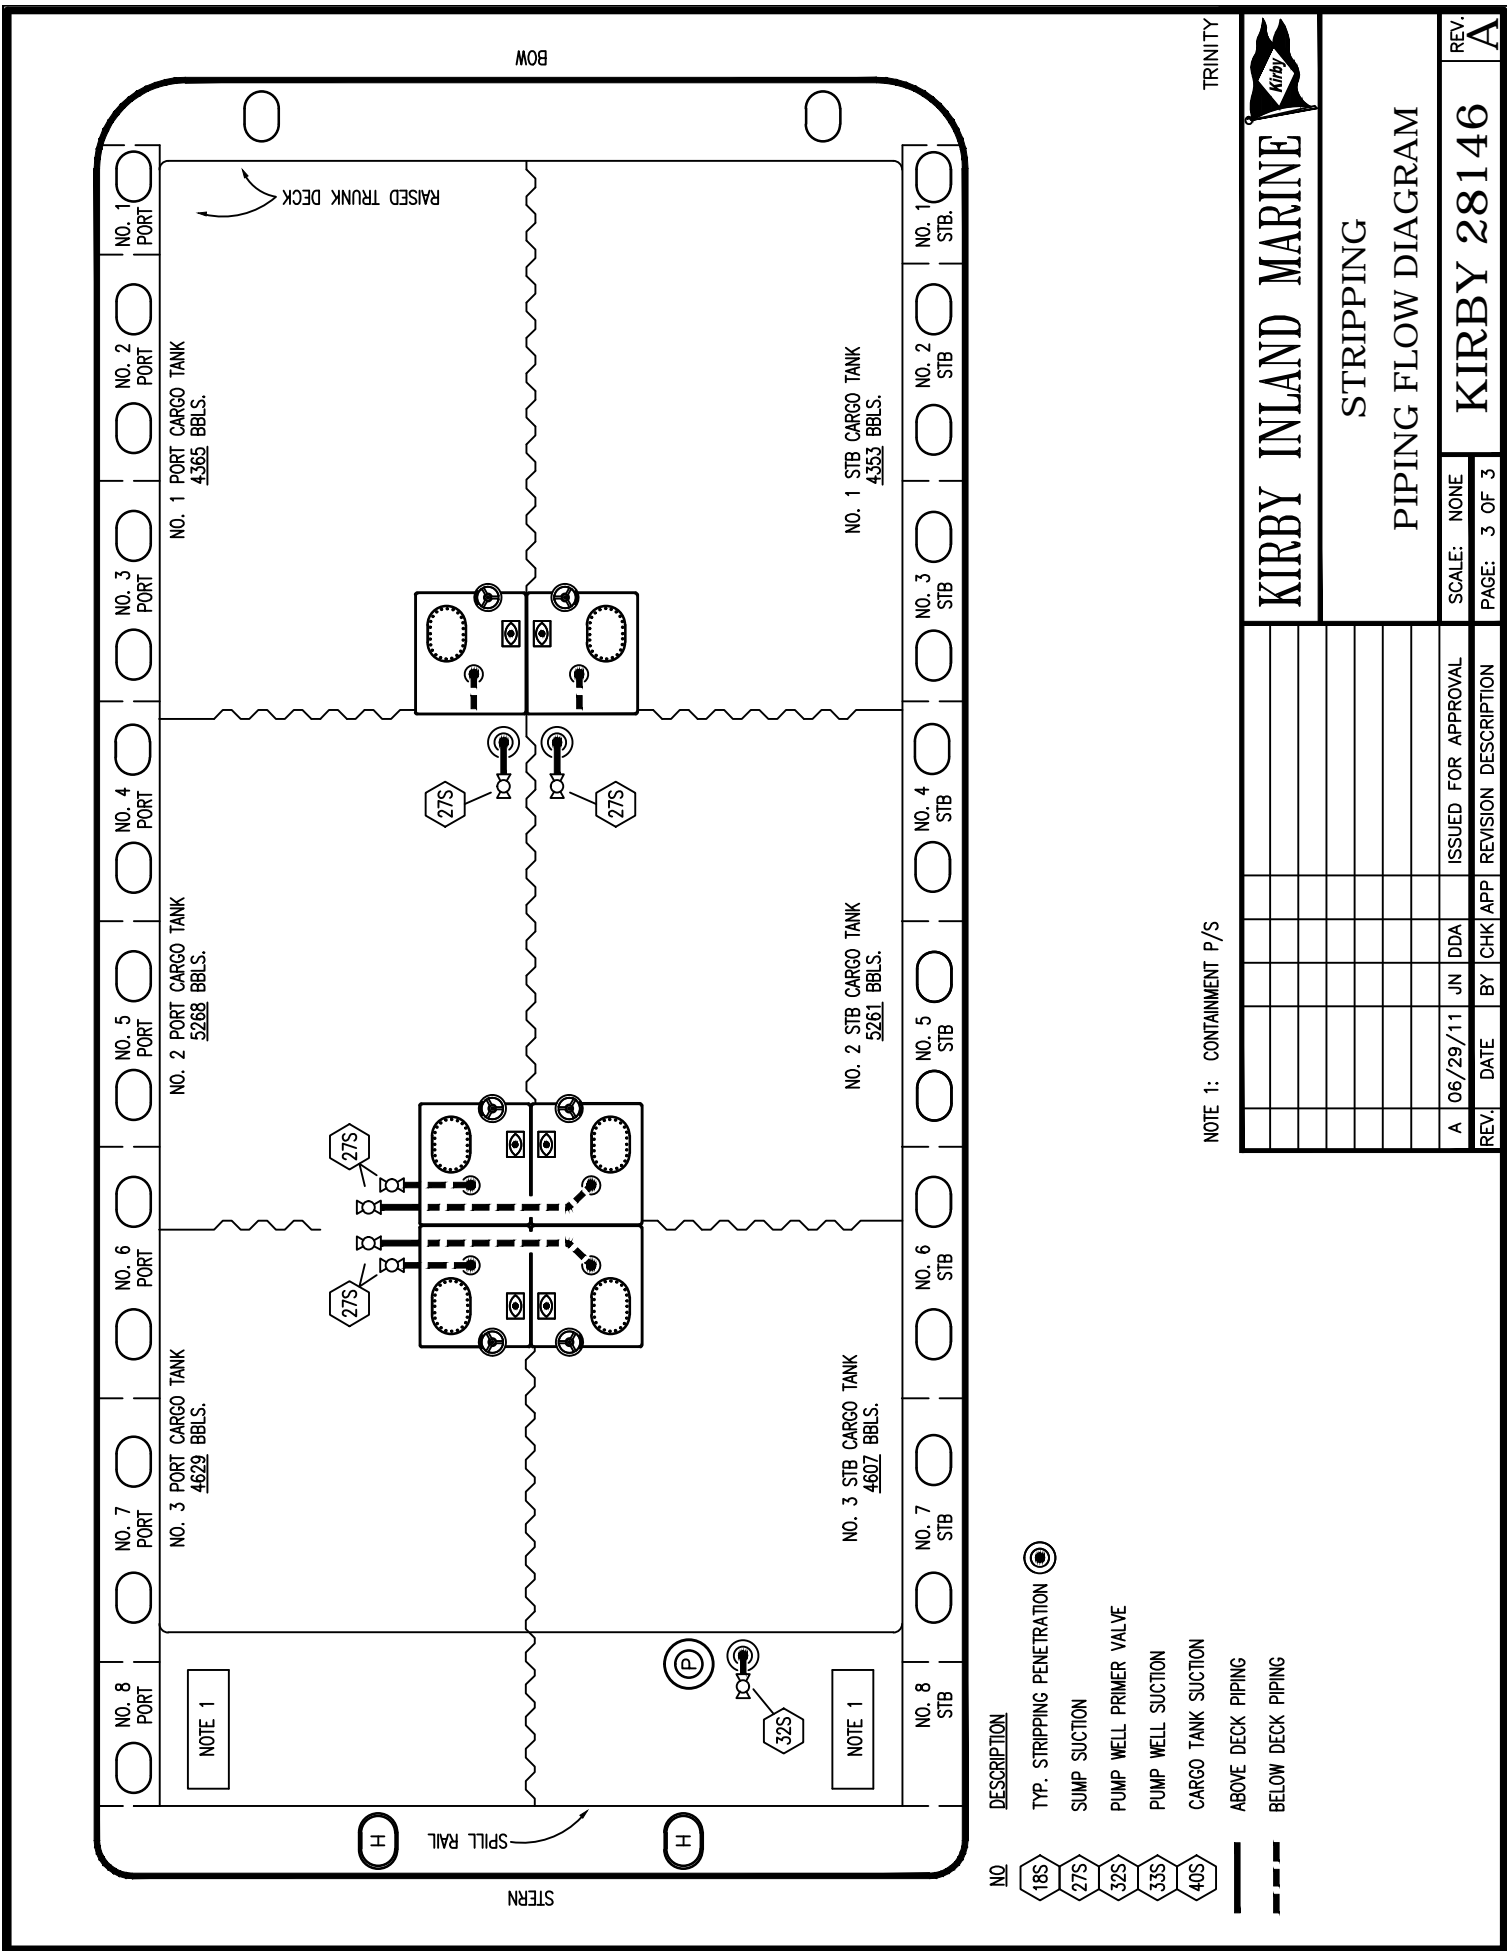 BOW
TRINITY
RAISED TRUNK DECK
NO. 1
PORT
NO. 2
PORT
NO. 3
PORT
NO. 4
PORT
NO. 5
PORT
NO. 6
PORT
NO. 7
PORT
NO. 8
PORT
NO. 1 PORT CARGO TANK
4365 BBLS.
NO. 2 PORT CARGO TANK
5268 BBLS.
NO. 3 PORT CARGO TANK
4629 BBLS.
NO. 1 STB CARGO TANK
4353 BBLS.
NO. 2 STB CARGO TANK
5261 BBLS.
NO. 3 STB CARGO TANK
4607 BBLS.
NO. 1
STB.
NO. 2
STB
NO. 3
STB
NO. 4
STB
NO. 5
STB
NO. 6
STB
NO. 7
STB
NO. 8
STB
27S
27S
27S
27S
32S
P
NOTE 1
NOTE 1
H
H
SPILL RAIL
STERN
NO DESCRIPTION
18S TYP. STRIPPING PENETRATION
27S SUMP SUCTION
32S PUMP WELL PRIMER VALVE
33S PUMP WELL SUCTION
40S CARGO TANK SUCTION
ABOVE DECK PIPING
BELOW DECK PIPING
NOTE 1: CONTAINMENT P/S
A 06/29/11 JN DDA ISSUED FOR APPROVAL
REV. DATE BY CHK APP REVISION DESCRIPTION
KIRBY INLAND MARINE
Kirby
STRIPPING
PIPING FLOW DIAGRAM
SCALE: NONE
PAGE: 3 OF 3
KIRBY 28146
REV.
A